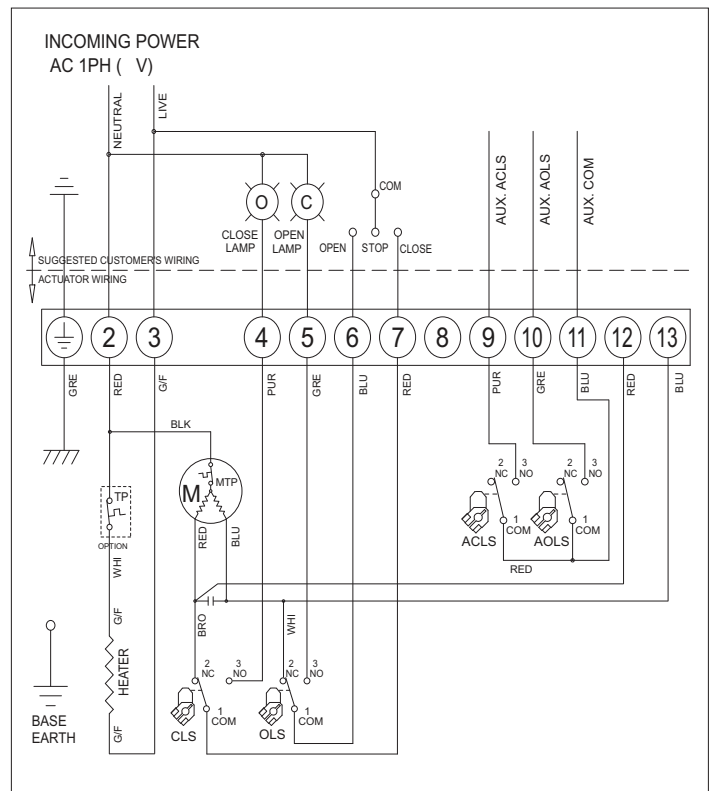 INCOMING POWER
AC 1PH (   V)
NEUTRAL
LIVE
COM
AUX. ACLS
AUX. AOLS
AUX. COM
O
C
CLOSE
LAMP
OPEN
LAMP
OPEN
STOP
CLOSE
SUGGESTED CUSTOMER'S WIRING
ACTUATOR WIRING
2
3
4
5
6
7
8
9
10
11
12
13
GRE
RED
G/F
PUR
GRE
BLU
RED
PUR
GRE
BLU
RED
BLU
BLK
M
MTP
TP
OPTION
RED
BLU
2
NC
3
NO
2
NC
3
NO
1
COM
1
COM
ACLS
AOLS
RED
WHI
G/F
HEATER
G/F
BRO
WHI
2
NC
3
NO
2
NC
3
NO
1
COM
1
COM
CLS
OLS
BASE
EARTH